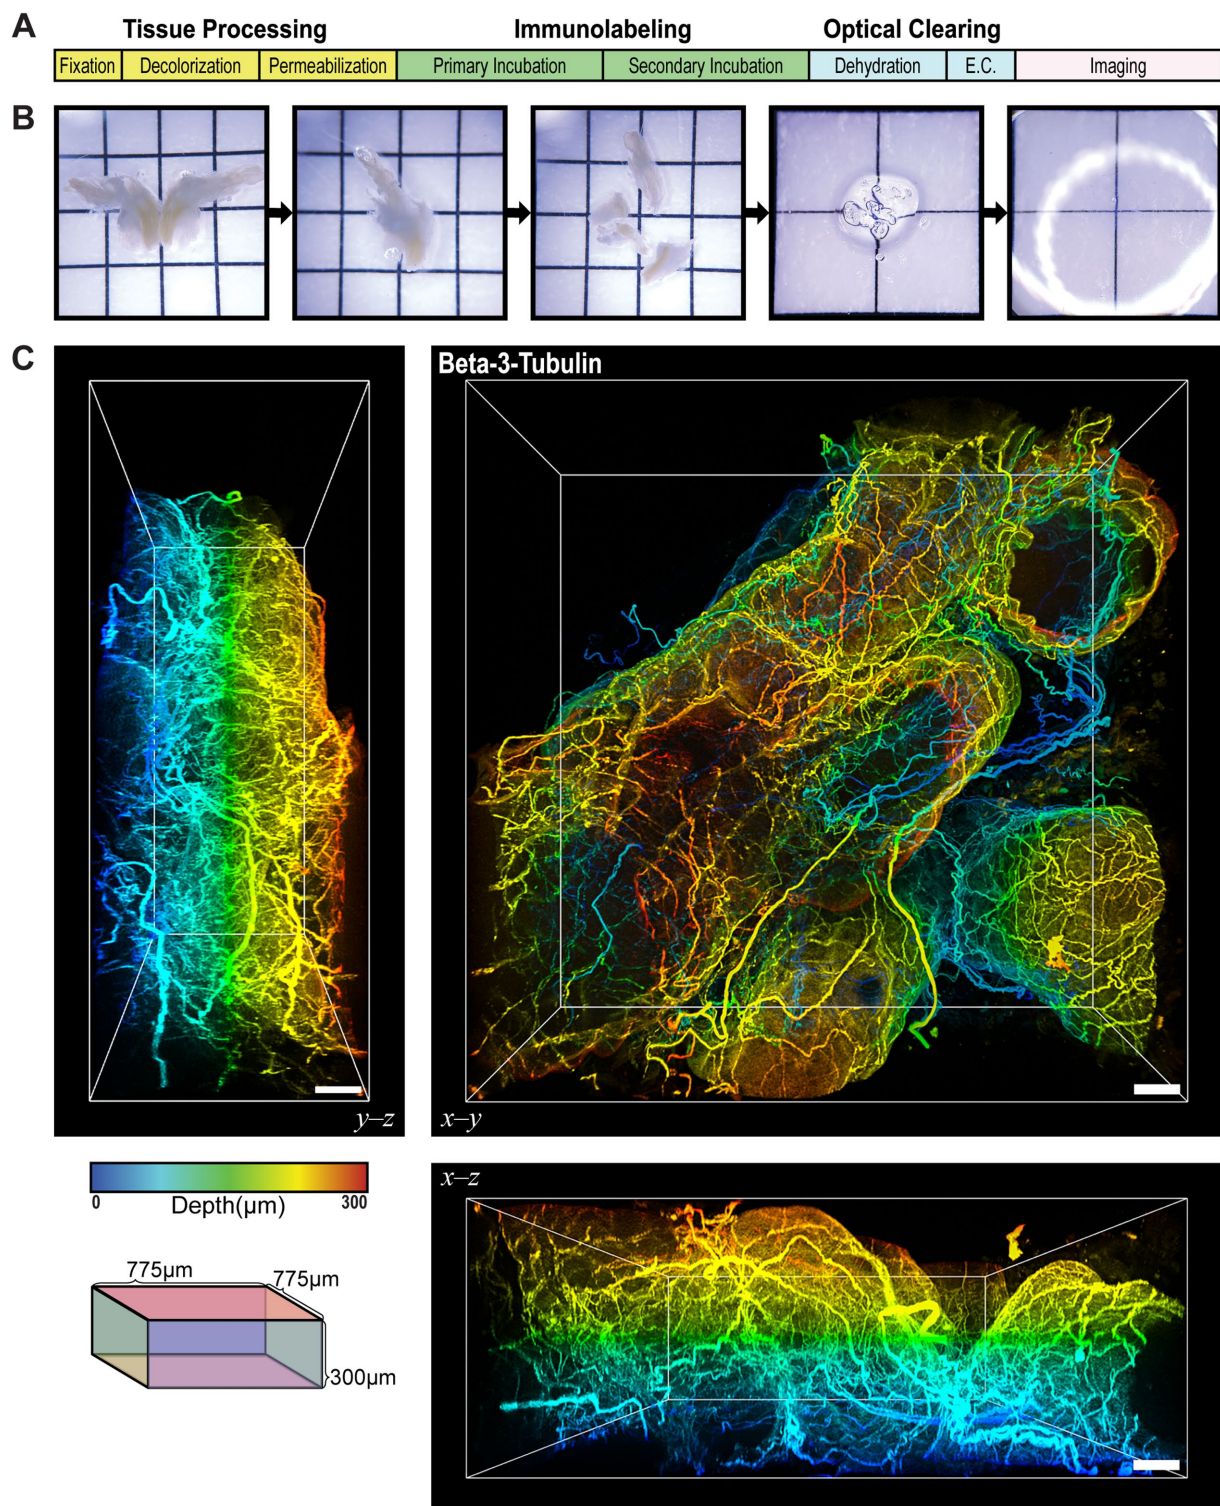 A
Tissue Processing Immunolabeling Optical Clearing
Fixation Decolorization Permeabilization Primary Incubation Secondary Incubation Dehydration E.C. Imaging
B
C
Beta-3-Tubulin
y–z
x–y
0 Depth(μm) 300
775μm
775μm
300μm
x–z